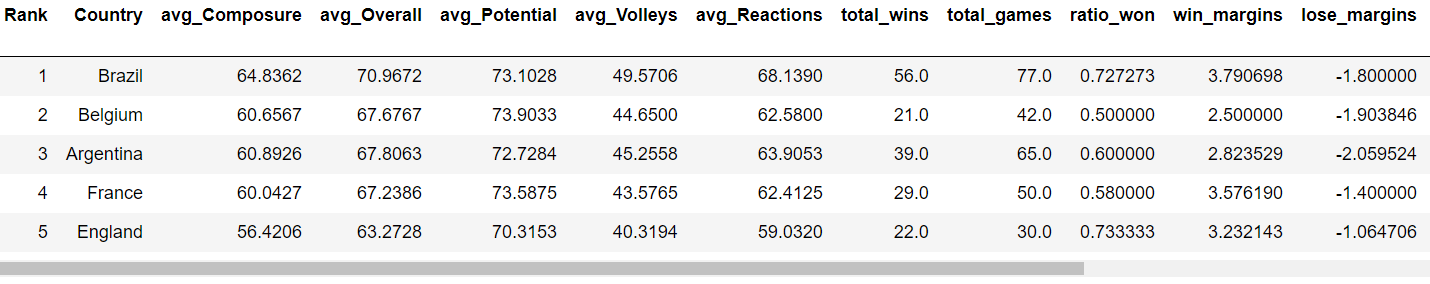 Rank Country avg_Composure avg_Overall avg_Potential avg_Volleys avg_Reactions total_wins total_games ratio_won win_margins lose_margins
1 Brazil 64.8362 70.9672 73.1028 49.5706 68.1390 56.0 77.0 0.727273 3.790698 -1.800000
2 Belgium 60.6567 67.6767 73.9033 44.6500 62.5800 21.0 42.0 0.500000 2.500000 -1.903846
3 Argentina 60.8926 67.8063 72.7284 45.2558 63.9053 39.0 65.0 0.600000 2.823529 -2.059524
4 France 60.0427 67.2386 73.5875 43.5765 62.4125 29.0 50.0 0.580000 3.576190 -1.400000
5 England 56.4206 63.2728 70.3153 40.3194 59.0320 22.0 30.0 0.733333 3.232143 -1.064706